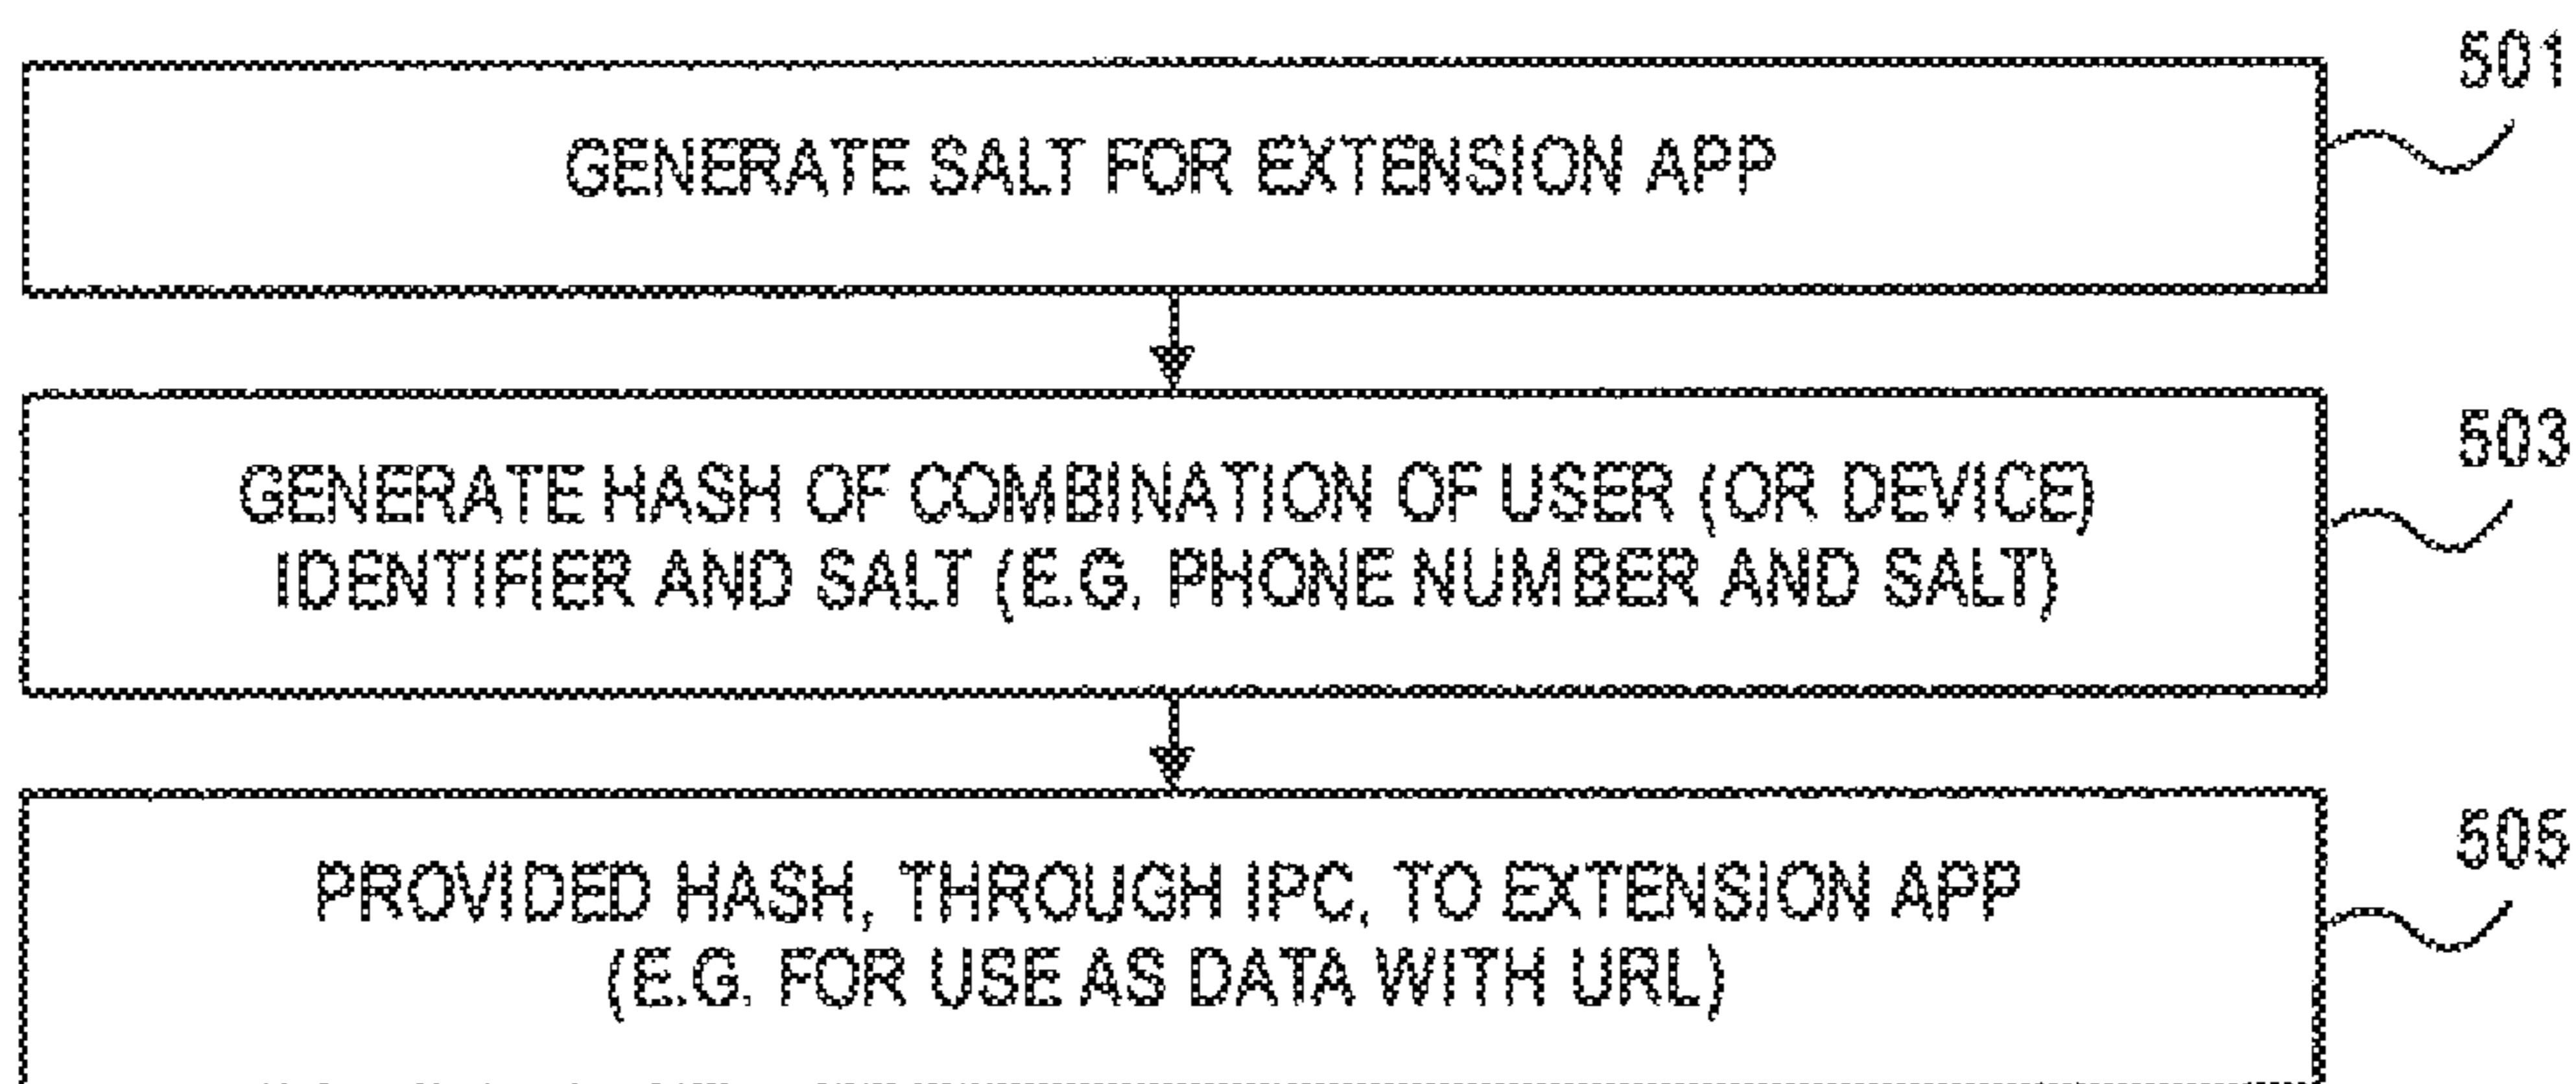 501
GENERATE SALT FOR EXTENSION APP
503
GENERATE HASH OF COMBINATION OF USER (OR DEVICE)
IDENTIFIER AND SALT (E.G. PHONE NUMBER AND SALT)
505
PROVIDED HASH, THROUGH IPC, TO EXTENSION APP
(E.G. FOR USE AS DATA WITH URL)